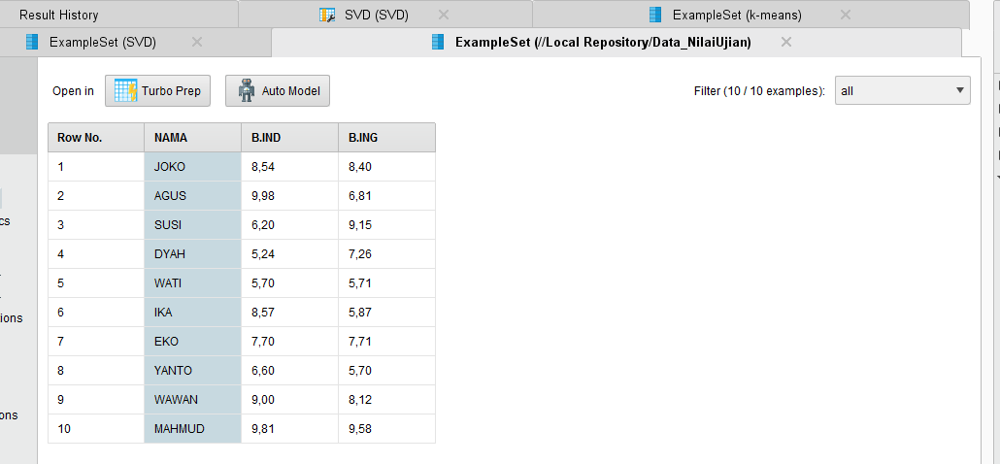 Result History SVD (SVD) ExampleSet (k-means)
ExampleSet (SVD) ExampleSet (//Local Repository/Data_NilaiUjian)
Open in Turbo Prep Auto Model Filter (10 / 10 examples): all
Row No. NAMA B.IND B.ING
1 JOKO 8,54 8,40
2 AGUS 9,98 6,81
3 SUSI 6,20 9,15
cs
4 DYAH 5,24 7,26
5 WATI 5,70 5,71
6 IKA 8,57 5,87
ions
7 EKO 7,70 7,71
8 YANTO 6,60 5,70
9 WAWAN 9,00 8,12
ons
10 MAHMUD 9,81 9,58